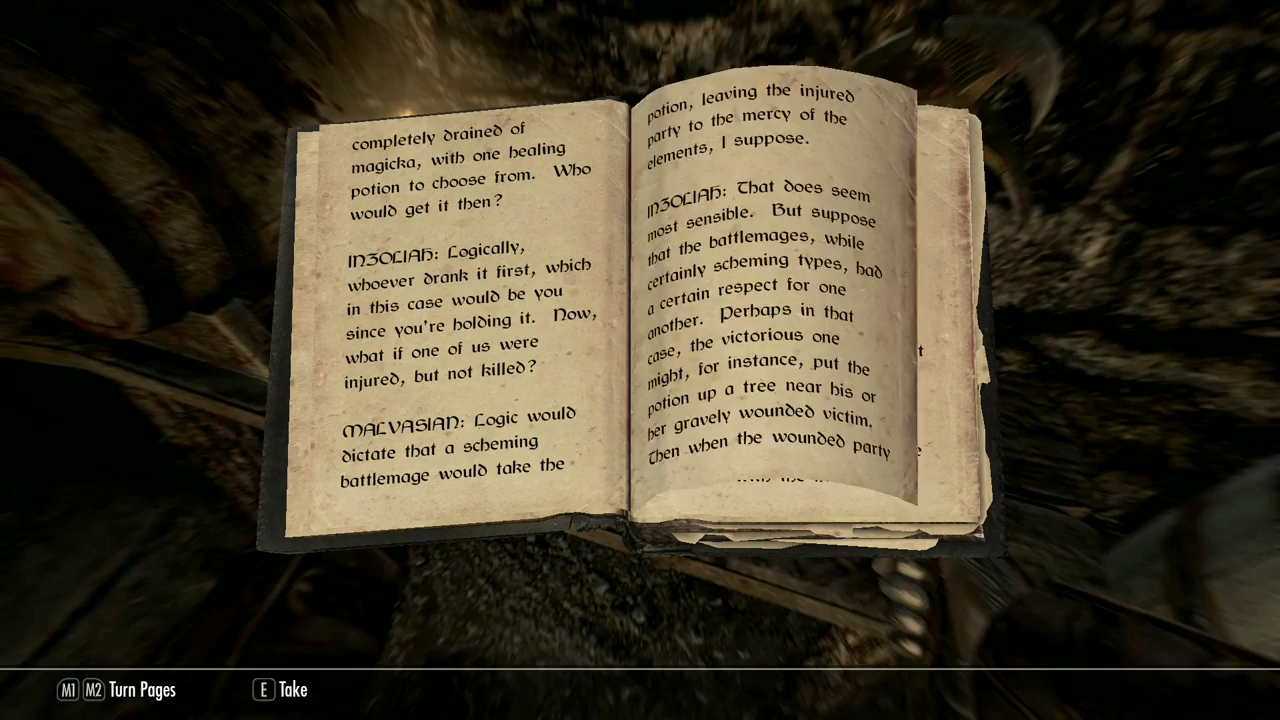 completely drained of
magicka, with one healing
potion to choose from. Who
would get it then?
INZOLIAH: Logically,
whoever drank it first, which
in this case would be you
since you're holding it. Now,
what if one of us were
injured, but not killed?
MALVASIAN: Logic would
dictate that a scheming
battlemage would take the
potion, leaving the injured
party to the mercy of the
elements, I suppose.
INZOLIAH: That does seem
most sensible. But suppose
that the battlemages, while
certainly scheming types, had
a certain respect for one
another. Perhaps in that
case, the victorious one
might, for instance, put the
potion up a tree near his or
her gravely wounded victim.
Then when the wounded party
M1 M2 Turn Pages
E Take